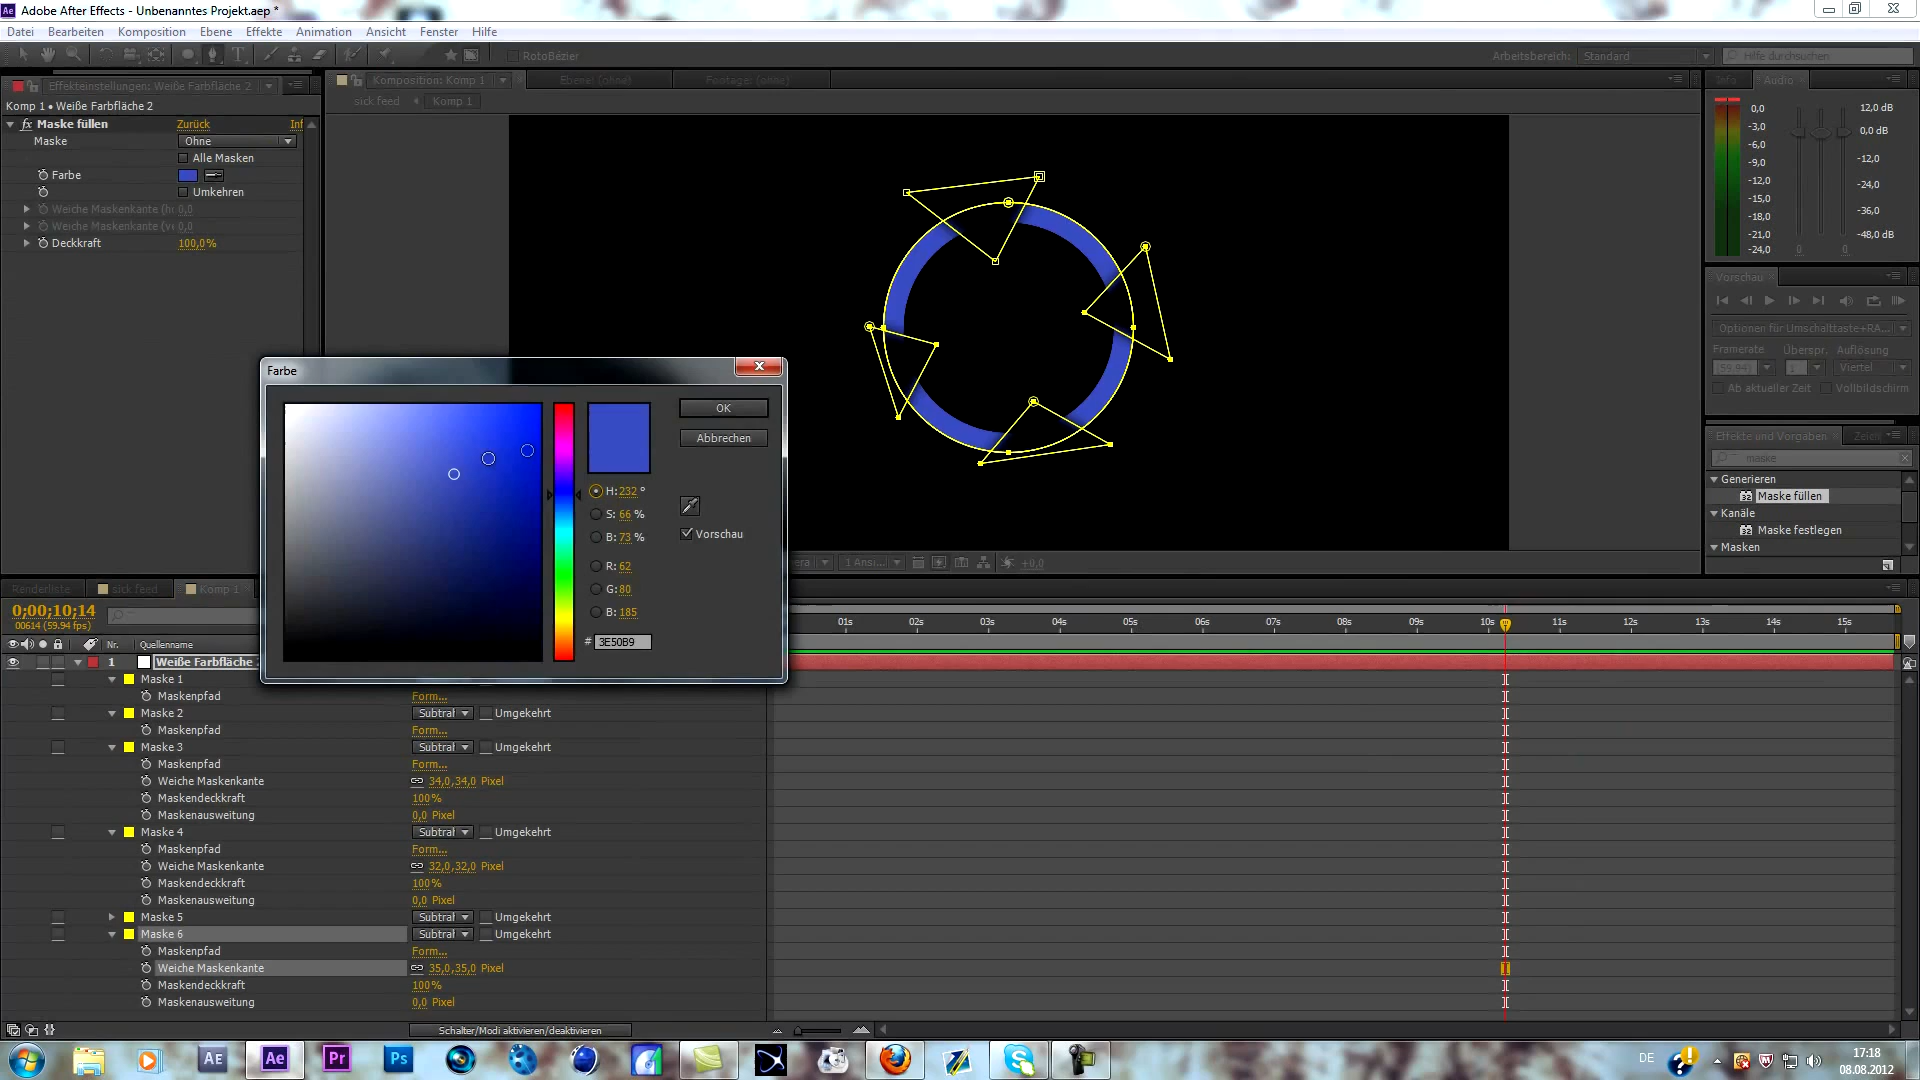 Adobe After Effects - Unbenanntes Projekt.aep *
Datei Bearbeiten Komposition Ebene Effekte Animation Ansicht Fenster Hilfe
RotoBézier
Arbeitsbereich: Standard
Hilfe durchsuchen
Effekteinstellungen: Weiße Farbfläche 2
Komp 1 • Weiße Farbfläche 2
fx Maske füllen Zurück Inf
Maske Ohne
Alle Masken
Farbe
Umkehren
Weiche Maskenkante (h 0,0
Weiche Maskenkante (v 0,0
Deckkraft 100,0%
Komposition: Komp 1
Ebene: (ohne)
Footage: (ohne)
sick feed Komp 1
Info Audio
0,0 12,0 dB
-3,0 0,0 dB
-6,0
-9,0 -12,0
-12,0 -24,0
-15,0
-18,0 -36,0
-21,0 -48,0 dB
-24,0 0 0
Vorschau
Optionen für Umschalttaste+RA...
Framerate Überspr. Auflösung
(59,94) 1 Viertel
Ab aktueller Zeit Vollbildschirm
Effekte und Vorgaben Zeich
maske
Generieren
Maske füllen
Kanäle
Maske festlegen
Masken
Farbe
OK
Abbrechen
H: 232 °
S: 66 %
B: 73 %
Vorschau
R: 62
G: 80
B: 185
# 3E50B9
era 1 Ansi... +0,0
Renderliste sick feed Komp 1
0;00;10;14
00614 (59.94 fps)
01s 02s 03s 04s 05s 06s 07s 08s 09s 10s 11s 12s 13s 14s 15s
Nr. Quellenname
1 Weiße Farbfläche 2
Maske 1
Maskenpfad Form...
Maske 2 Subtral Umgekehrt
Maskenpfad Form...
Maske 3 Subtral Umgekehrt
Maskenpfad Form...
Weiche Maskenkante 34,0,34,0 Pixel
Maskendeckkraft 100%
Maskenausweitung 0,0 Pixel
Maske 4 Subtral Umgekehrt
Maskenpfad Form...
Weiche Maskenkante 32,0,32,0 Pixel
Maskendeckkraft 100%
Maskenausweitung 0,0 Pixel
Maske 5 Subtral Umgekehrt
Maske 6 Subtral Umgekehrt
Maskenpfad Form...
Weiche Maskenkante 35,0,35,0 Pixel
Maskendeckkraft 100%
Maskenausweitung 0,0 Pixel
Schalter/Modi aktivieren/deaktivieren
AE Ae Pr Ps
DE
17:18
08.08.2012